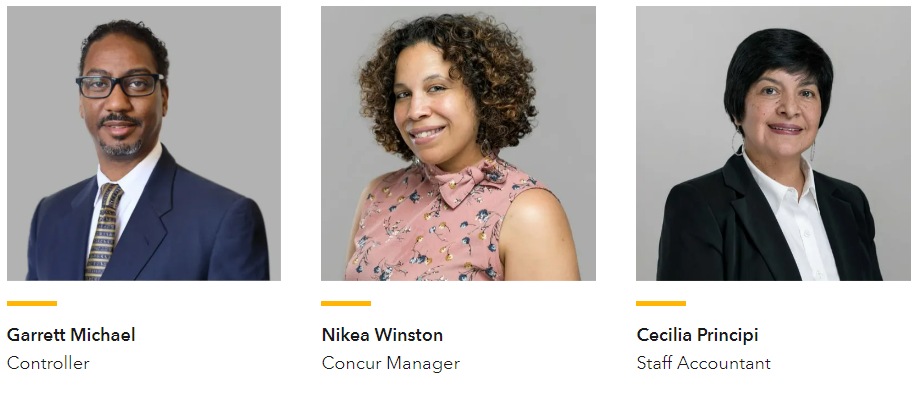 Garrett Michael
Controller
Nikea Winston
Concur Manager
Cecilia Principi
Staff Accountant